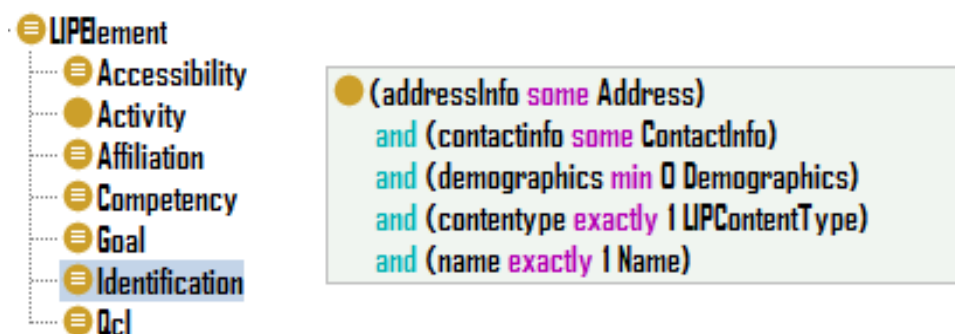 LIPElement
Accessibility
Activity
Affiliation
Competency
Goal
Identification
Qcl
(addressInfo some Address)
and (contactinfo some ContactInfo)
and (demographics min 0 Demographics)
and (contentype exactly 1 LIPContentType)
and (name exactly 1 Name)